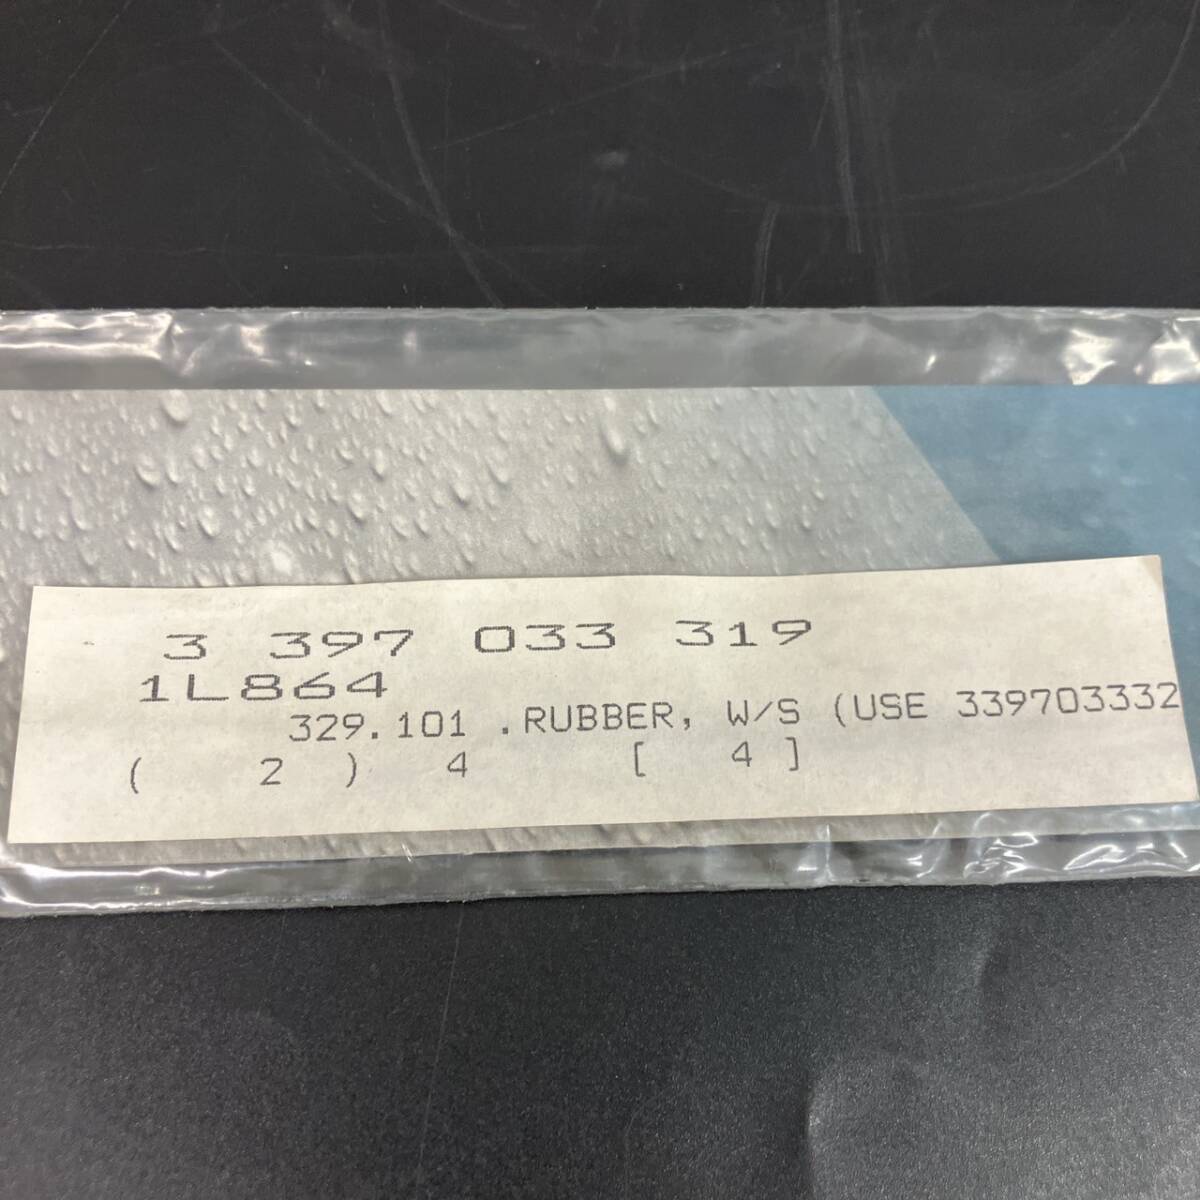 3 397 033 319
1L864
329.101 .RUBBER, W/S (USE 339703332
( 2 ) 4 [ 4 ]